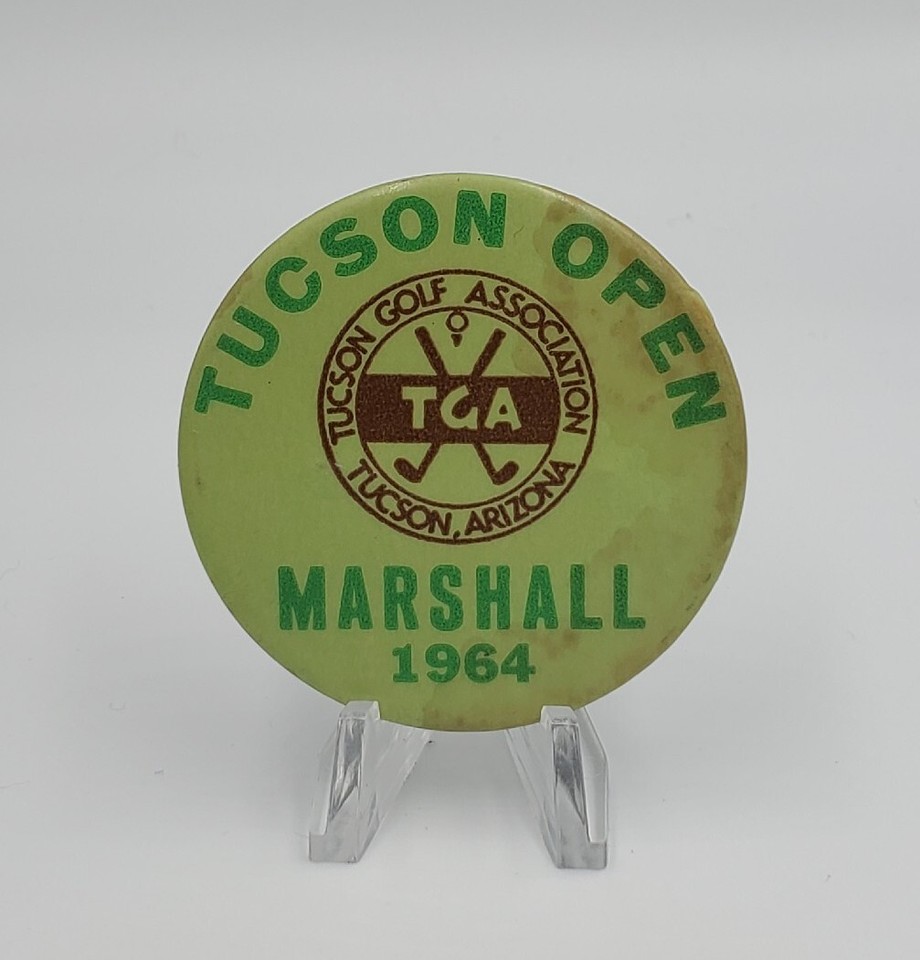 TUCSON OPEN
TUCSON GOLF ASSOCIATION
TGA
TUCSON, ARIZONA
MARSHALL
1964